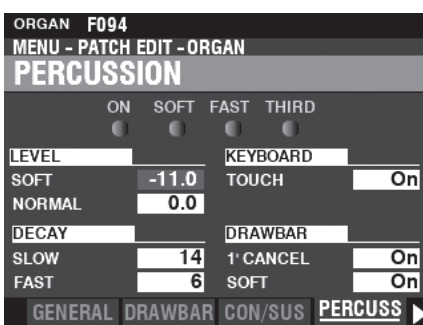 ORGAN F094
MENU - PATCH EDIT - ORGAN
PERCUSSION
ON SOFT FAST THIRD
LEVEL KEYBOARD
SOFT -11.0 TOUCH On
NORMAL 0.0
DECAY DRAWBAR
SLOW 14 1' CANCEL On
FAST 6 SOFT On
GENERAL DRAWBAR CON/SUS PERCUSS